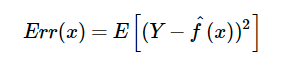 Err(x) = E[(Y − f̂(x))²]